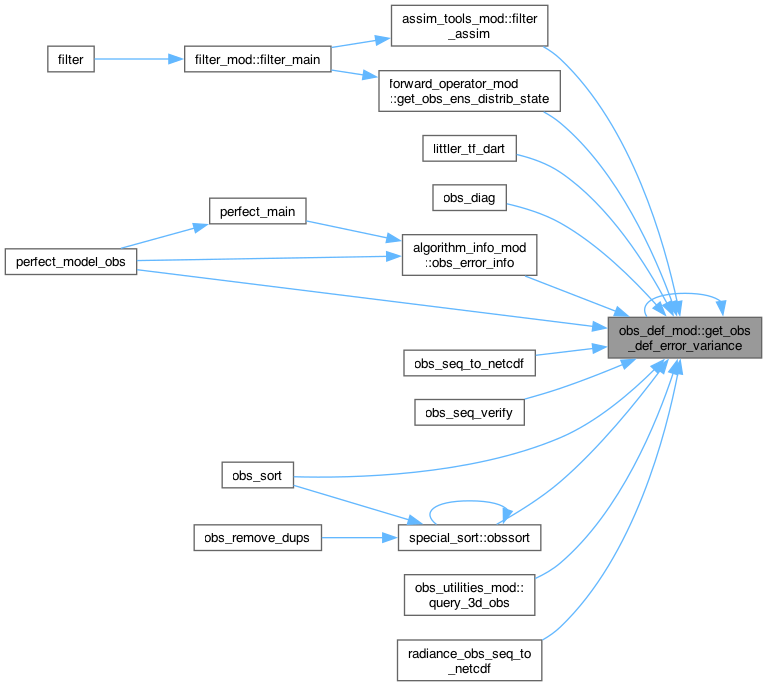 assim_tools_mod::filter
_assim
filter
filter_mod::filter_main
forward_operator_mod
::get_obs_ens_distrib_state
littler_tf_dart
obs_diag
perfect_main
perfect_model_obs
algorithm_info_mod
::obs_error_info
obs_def_mod::get_obs
_def_error_variance
obs_seq_to_netcdf
obs_seq_verify
obs_sort
obs_remove_dups
special_sort::obssort
obs_utilities_mod::
query_3d_obs
radiance_obs_seq_to
_netcdf